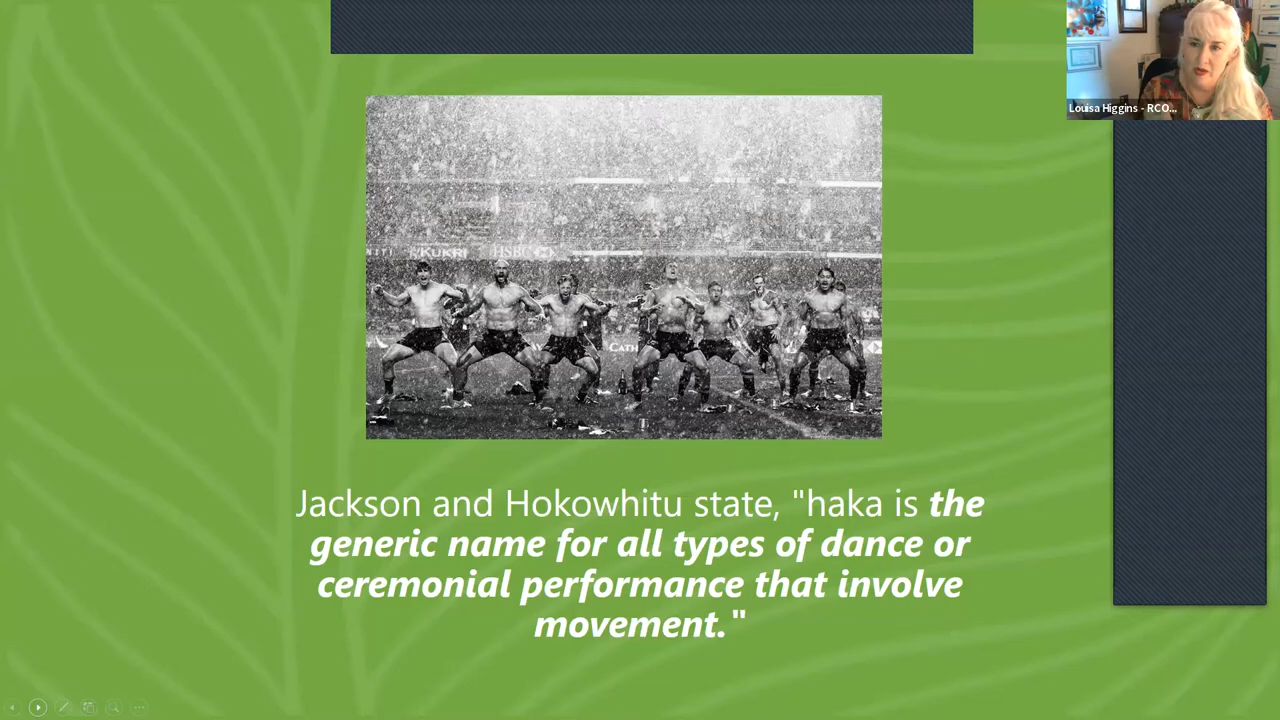 Louisa Higgins - RCO...
KUKRI HSBC
CATH
Jackson and Hokowhitu state, "haka is the
generic name for all types of dance or
ceremonial performance that involve
movement."